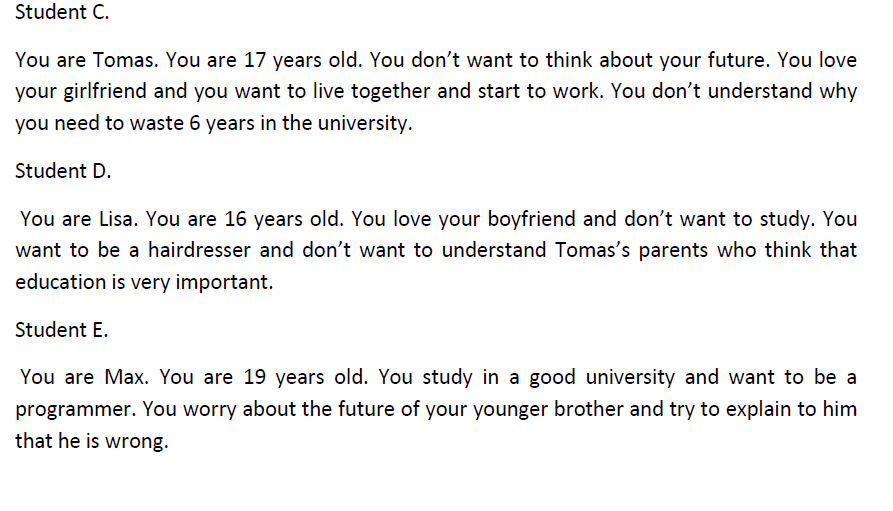 Student C.
You are Tomas. You are 17 years old. You don’t want to think about your future. You love
your girlfriend and you want to live together and start to work. You don’t understand why
you need to waste 6 years in the university.
Student D.
You are Lisa. You are 16 years old. You love your boyfriend and don’t want to study. You
want to be a hairdresser and don’t want to understand Tomas’s parents who think that
education is very important.
Student E.
You are Max. You are 19 years old. You study in a good university and want to be a
programmer. You worry about the future of your younger brother and try to explain to him
that he is wrong.